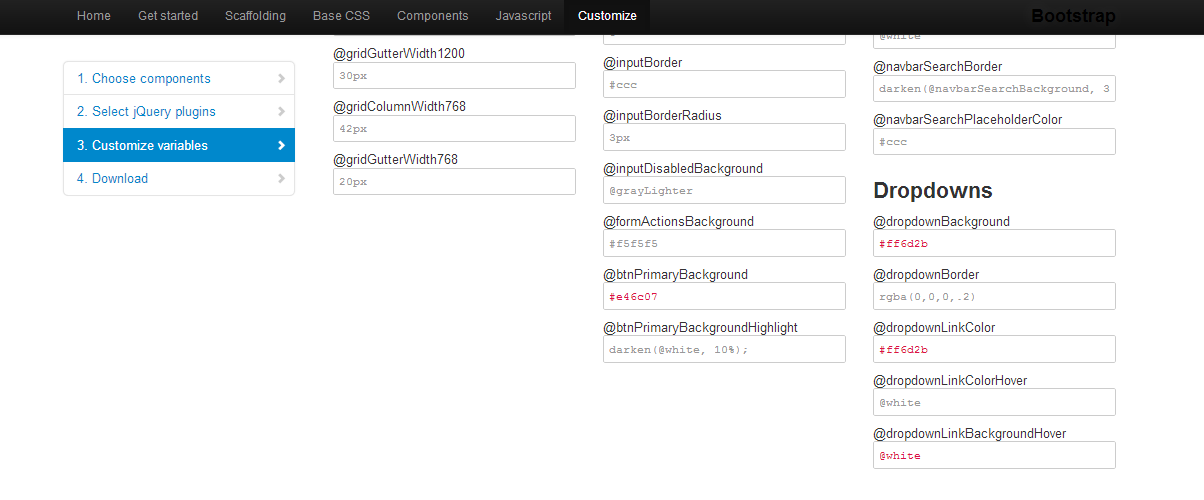 Home Get started Scaffolding Base CSS Components Javascript Customize Bootstrap
1. Choose components
2. Select jQuery plugins
3. Customize variables
4. Download
@gridGutterWidth1200
30px
@gridColumnWidth768
42px
@gridGutterWidth768
20px
@inputBorder
#ccc
@inputBorderRadius
3px
@inputDisabledBackground
@grayLighter
@formActionsBackground
#f5f5f5
@btnPrimaryBackground
#e46c07
@btnPrimaryBackgroundHighlight
darken(@white, 10%);
@white
@navbarSearchBorder
darken(@navbarSearchBackground, 3
@navbarSearchPlaceholderColor
#ccc
Dropdowns
@dropdownBackground
#ff6d2b
@dropdownBorder
rgba(0,0,0,.2)
@dropdownLinkColor
#ff6d2b
@dropdownLinkColorHover
@white
@dropdownLinkBackgroundHover
@white